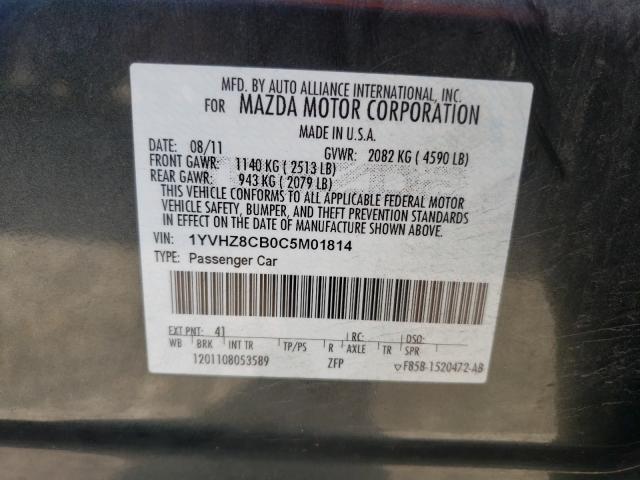 MFD. BY AUTO ALLIANCE INTERNATIONAL, INC.
FOR MAZDA MOTOR CORPORATION
MADE IN U.S.A.
DATE: 08/11 GVWR: 2082 KG ( 4590 LB)
FRONT GAWR: 1140 KG ( 2513 LB)
REAR GAWR: 943 KG ( 2079 LB)
THIS VEHICLE CONFORMS TO ALL APPLICABLE FEDERAL MOTOR
VEHICLE SAFETY, BUMPER, AND THEFT PREVENTION STANDARDS
IN EFFECT ON THE DATE OF MANUFACTURE SHOWN ABOVE.
VIN: 1YVHZ8CB0C5M01814
TYPE: Passenger Car
EXT PNT: 41 RC: DSO:
WB BRK INT TR TP/PS R AXLE TR SPR
1201108053589 ZFP F85B-1520472-AB